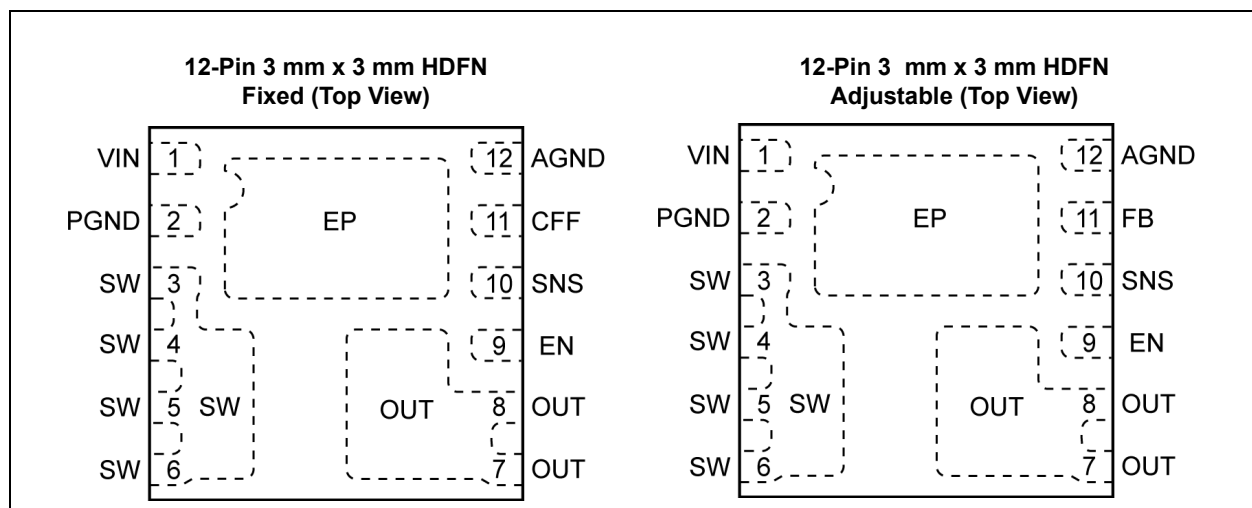 12-Pin 3 mm x 3 mm HDFN
Fixed (Top View)
VIN 1 12 AGND
PGND 2 EP 11 CFF
SW 3 10 SNS
SW 4 9 EN
SW 5 SW OUT 8 OUT
SW 6 7 OUT
12-Pin 3 mm x 3 mm HDFN
Adjustable (Top View)
VIN 1 12 AGND
PGND 2 EP 11 FB
SW 3 10 SNS
SW 4 9 EN
SW 5 SW OUT 8 OUT
SW 6 7 OUT